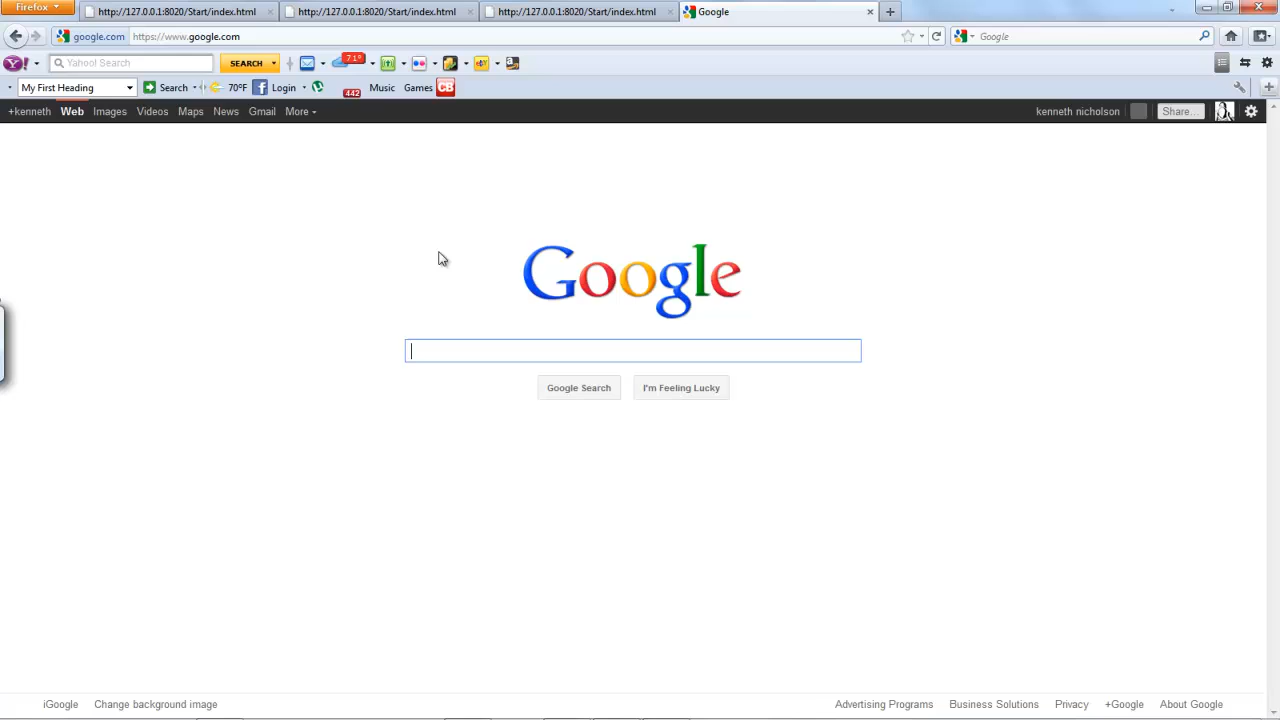 Firefox
http://127.0.0.1:8020/Start/index.html
http://127.0.0.1:8020/Start/index.html
http://127.0.0.1:8020/Start/index.html
Google
google.com
https://www.google.com
Google
Y!
Yahoo! Search
SEARCH
71°
My First Heading
Search
70°F
Login
442
Music
Games
CB
+kenneth
Web
Images
Videos
Maps
News
Gmail
More
kenneth nicholson
Share...
Google
Google Search
I'm Feeling Lucky
iGoogle
Change background image
Advertising Programs
Business Solutions
Privacy
+Google
About Google